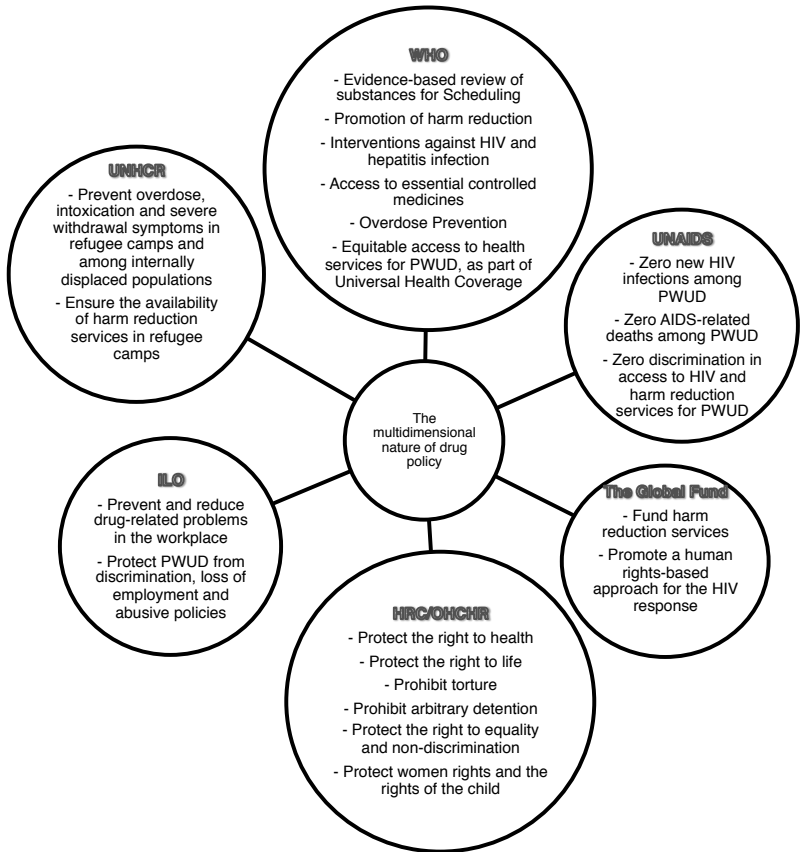 WHO
- Evidence-based review of
substances for Scheduling
- Promotion of harm reduction
- Interventions against HIV and
hepatitis infection
- Access to essential controlled
medicines
- Overdose Prevention
- Equitable access to health
services for PWUD, as part of
Universal Health Coverage
UNHCR
- Prevent overdose,
intoxication and severe
withdrawal symptoms in
refugee camps and
among internally
displaced populations
- Ensure the availability
of harm reduction
services in refugee
camps
UNAIDS
- Zero new HIV
infections among
PWUD
- Zero AIDS-related
deaths among PWUD
- Zero discrimination in
access to HIV and
harm reduction
services for PWUD
The
multidimensional
nature of drug
policy
ILO
- Prevent and reduce
drug-related problems
in the workplace
- Protect PWUD from
discrimination, loss of
employment and
abusive policies
The Global Fund
- Fund harm
reduction services
- Promote a human
rights-based
approach for the HIV
response
HRC/OHCHR
- Protect the right to health
- Protect the right to life
- Prohibit torture
- Prohibit arbitrary detention
- Protect the right to equality
and non-discrimination
- Protect women rights and the
rights of the child